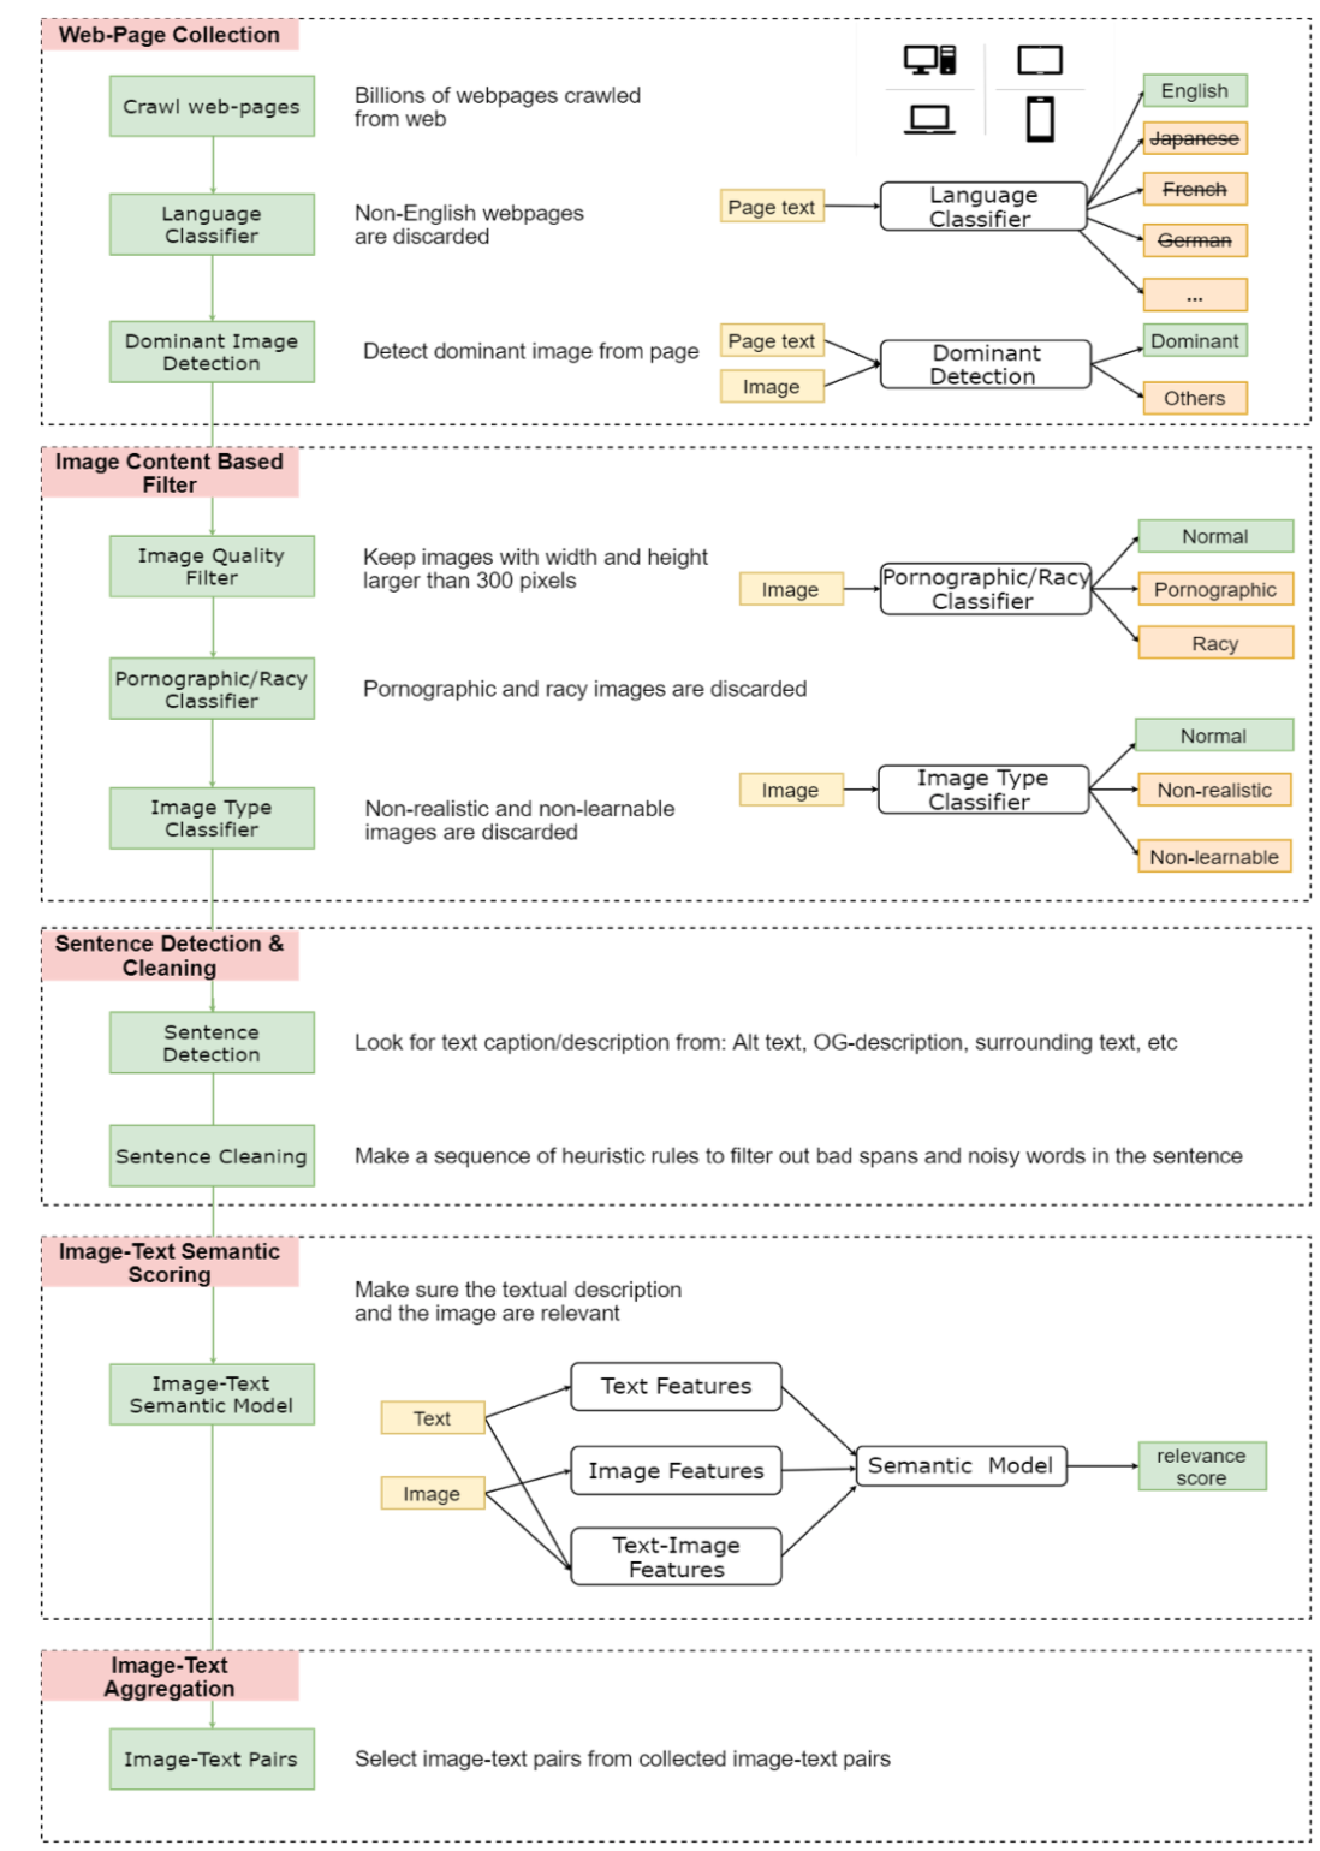 Web-Page Collection
Crawl web-pages
Billions of webpages crawled
from web
Language
Classifier
Non-English webpages
are discarded
Page text
Language
Classifier
English
Japanese
French
German
...
Dominant Image
Detection
Detect dominant image from page
Page text
Image
Dominant
Detection
Dominant
Others
Image Content Based
Filter
Image Quality
Filter
Keep images with width and height
larger than 300 pixels
Image
Pornographic/Racy
Classifier
Normal
Pornographic
Racy
Pornographic/Racy
Classifier
Pornographic and racy images are discarded
Image Type
Classifier
Non-realistic and non-learnable
images are discarded
Image
Image Type
Classifier
Normal
Non-realistic
Non-learnable
Sentence Detection &
Cleaning
Sentence
Detection
Look for text caption/description from: Alt text, OG-description, surrounding text, etc
Sentence Cleaning
Make a sequence of heuristic rules to filter out bad spans and noisy words in the sentence
Image-Text Semantic
Scoring
Make sure the textual description
and the image are relevant
Image-Text
Semantic Model
Text
Image
Text Features
Image Features
Text-Image
Features
Semantic Model
relevance
score
Image-Text
Aggregation
Image-Text Pairs
Select image-text pairs from collected image-text pairs